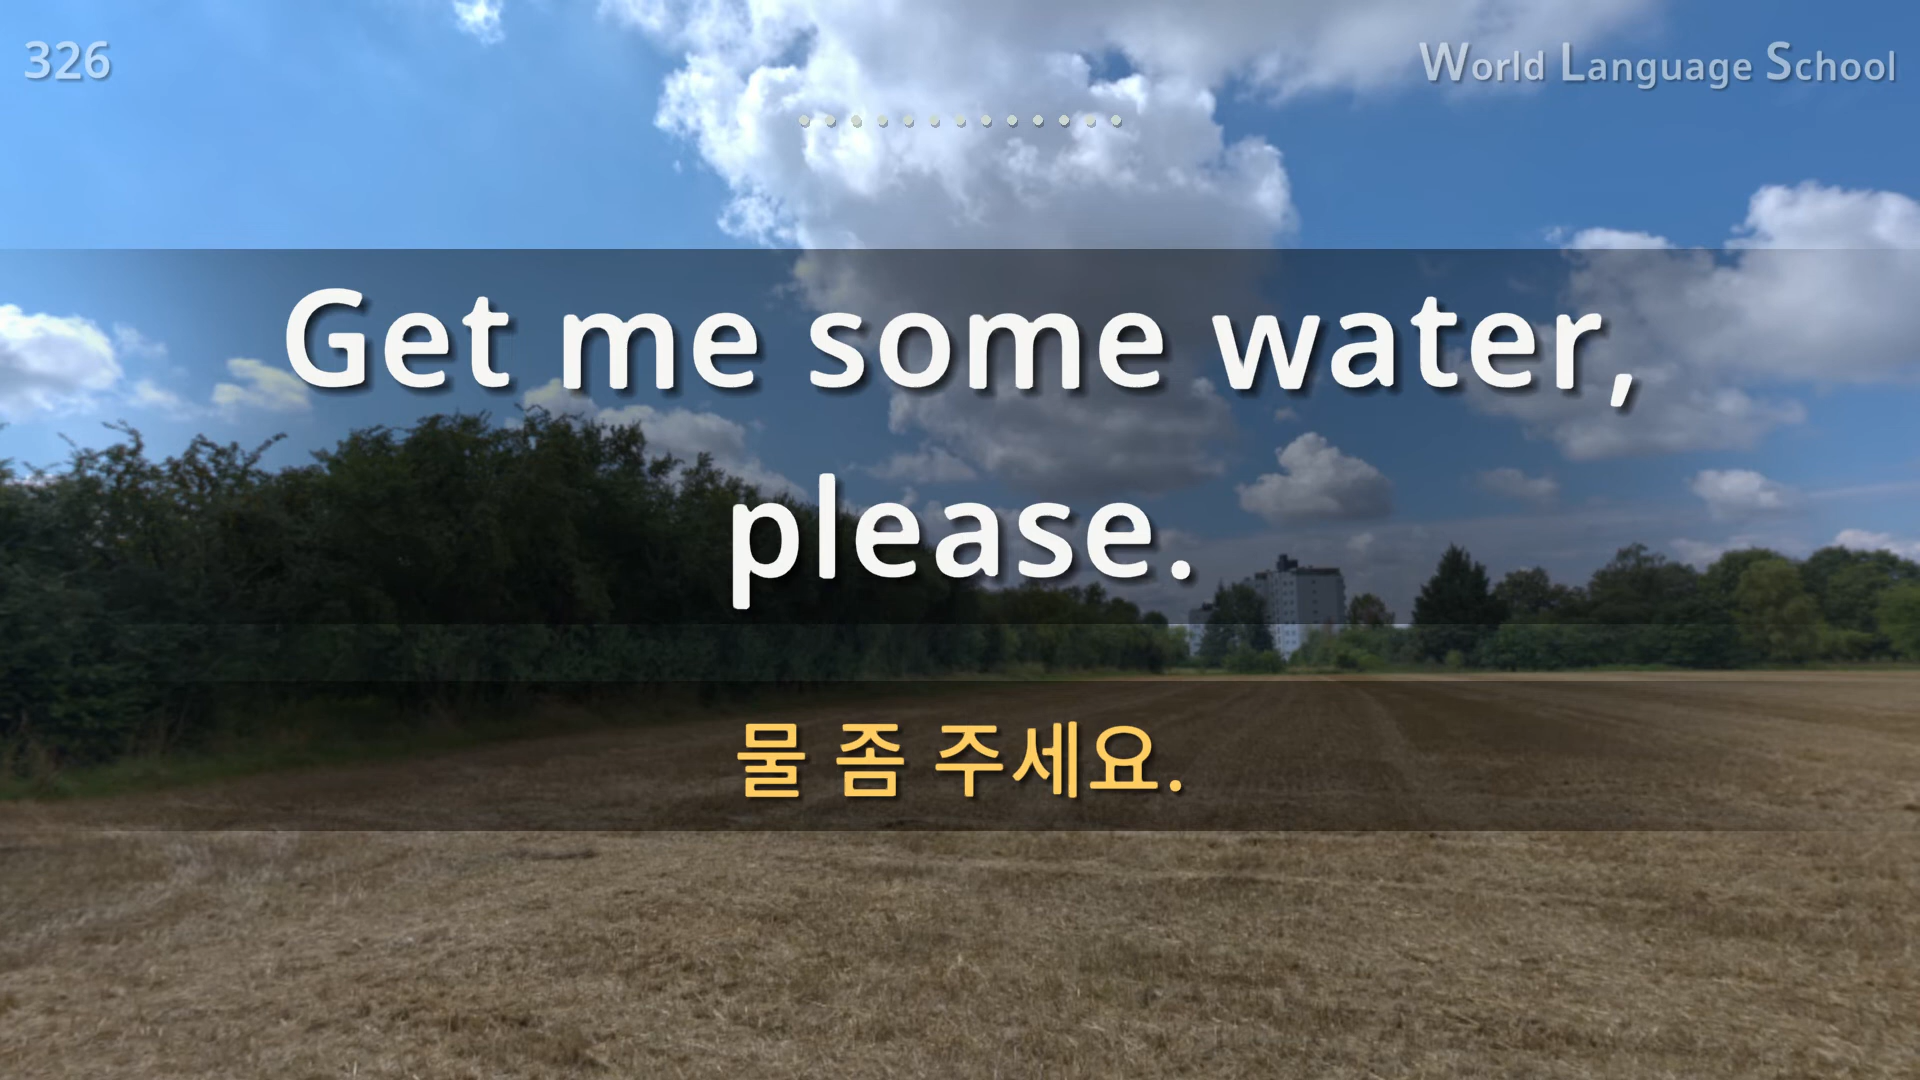 326
World Language School
Get me some water,
please.
물 좀 주세요.